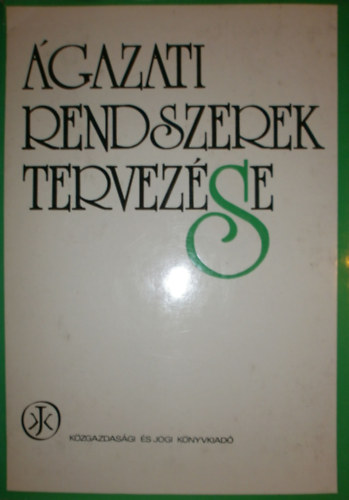 ÁGAZATI
RENDSZEREK
TERVEZÉSE
KJK
KÖZGAZDASÁGI ÉS JOGI KÖNYVKIADÓ